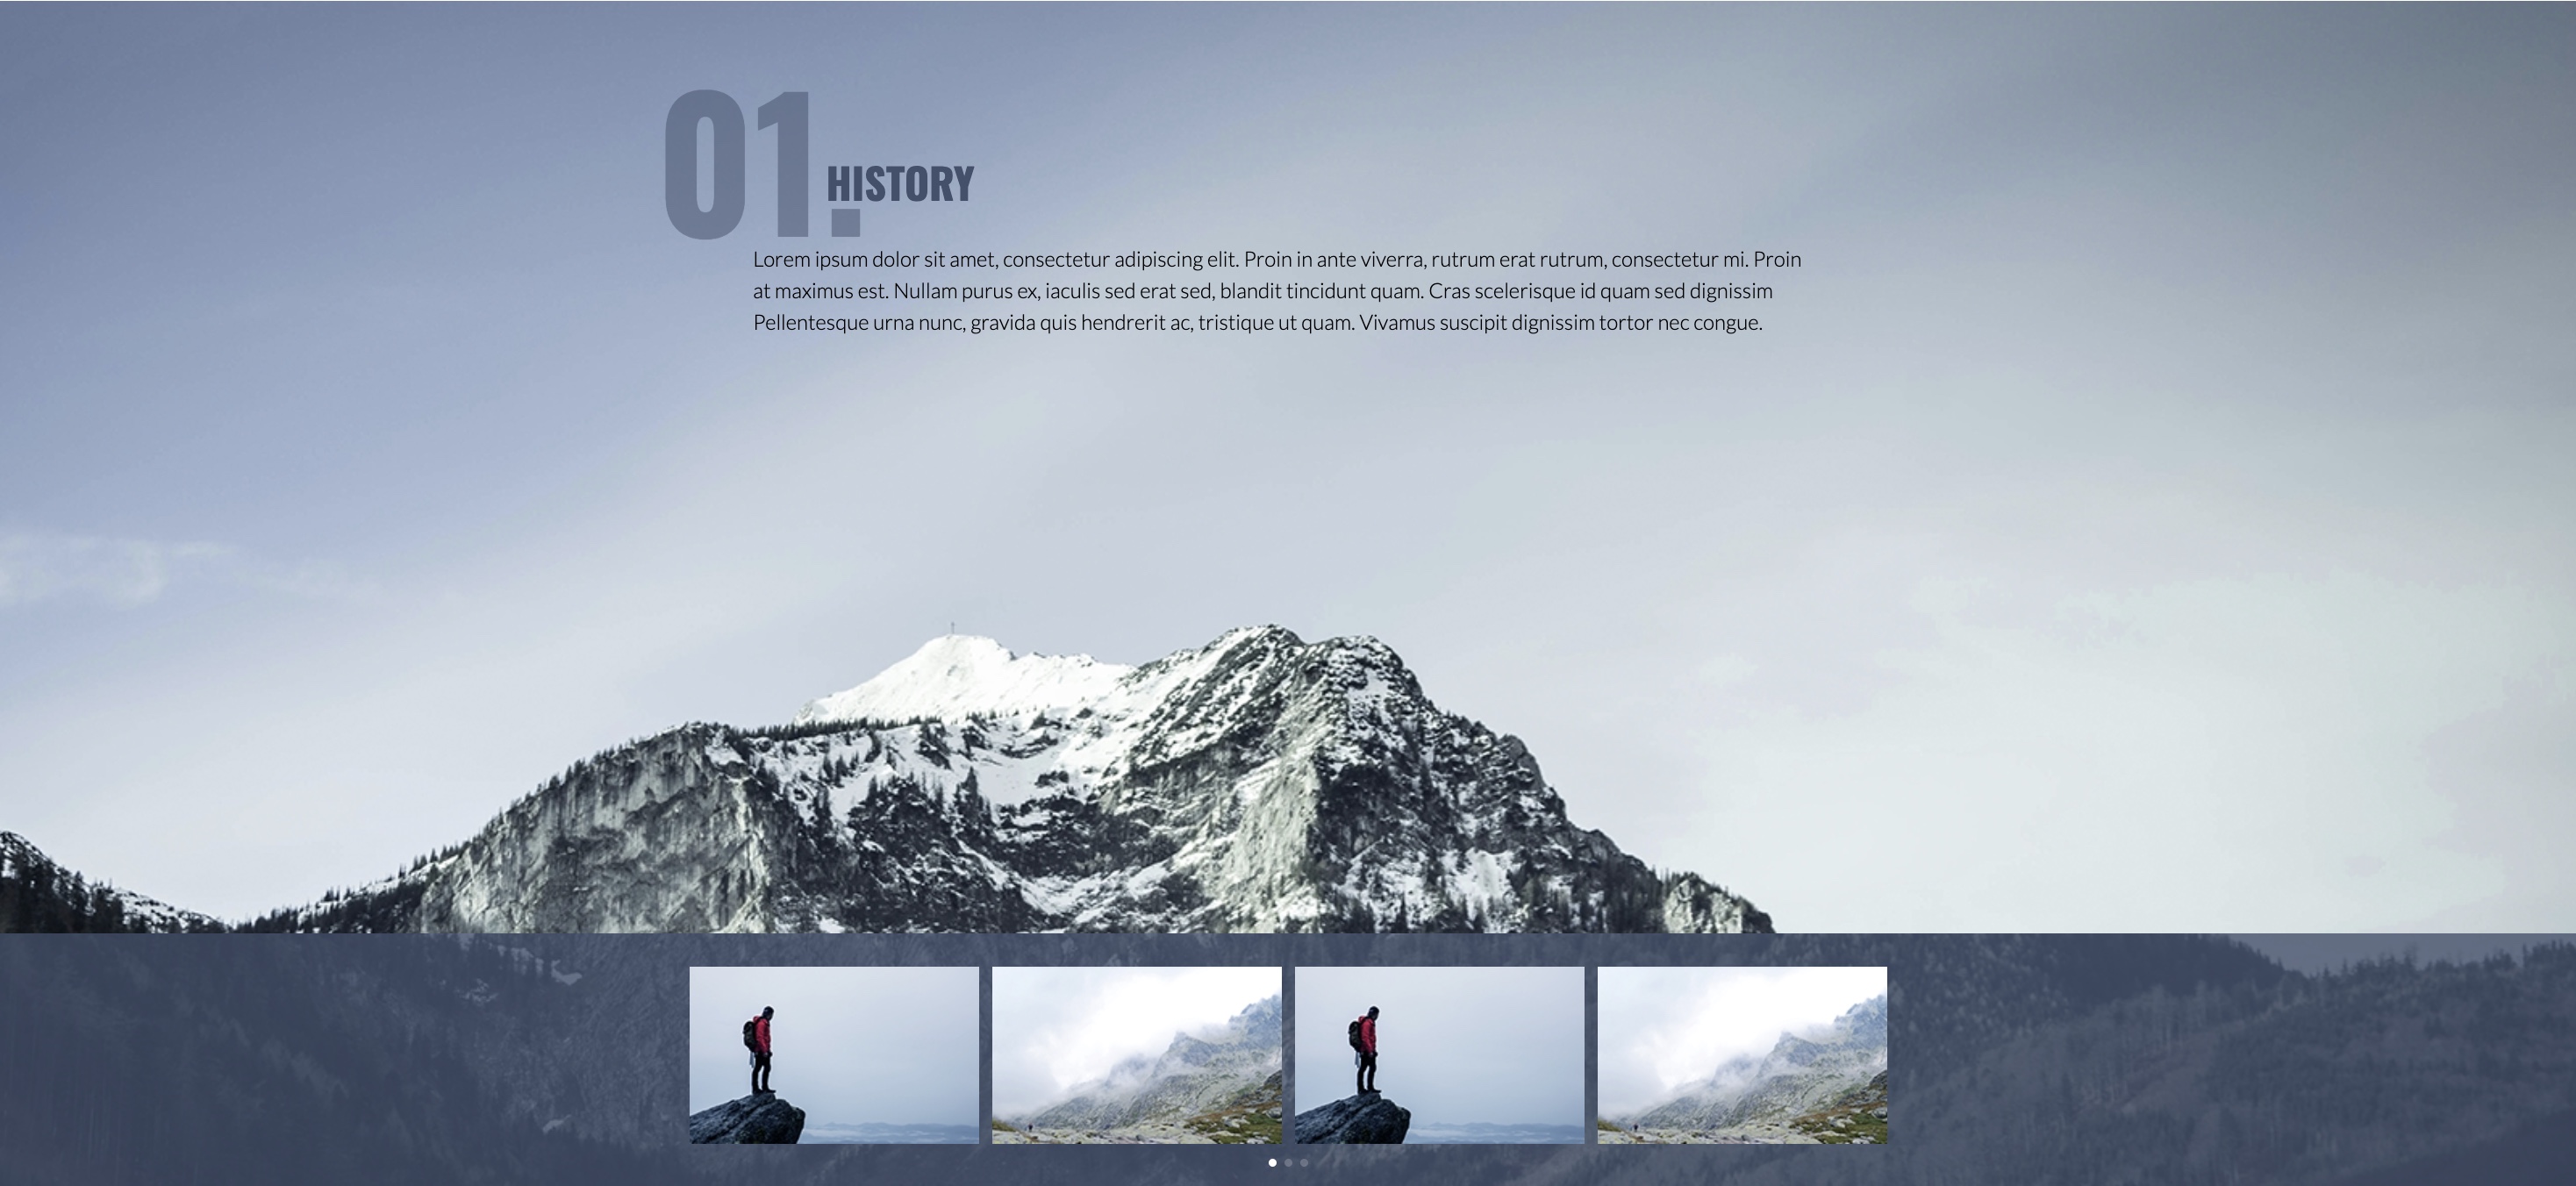 01.
HISTORY
Lorem ipsum dolor sit amet, consectetur adipiscing elit. Proin in ante viverra, rutrum erat rutrum, consectetur mi. Proin
at maximus est. Nullam purus ex, iaculis sed erat sed, blandit tincidunt quam. Cras scelerisque id quam sed dignissim
Pellentesque urna nunc, gravida quis hendrerit ac, tristique ut quam. Vivamus suscipit dignissim tortor nec congue.